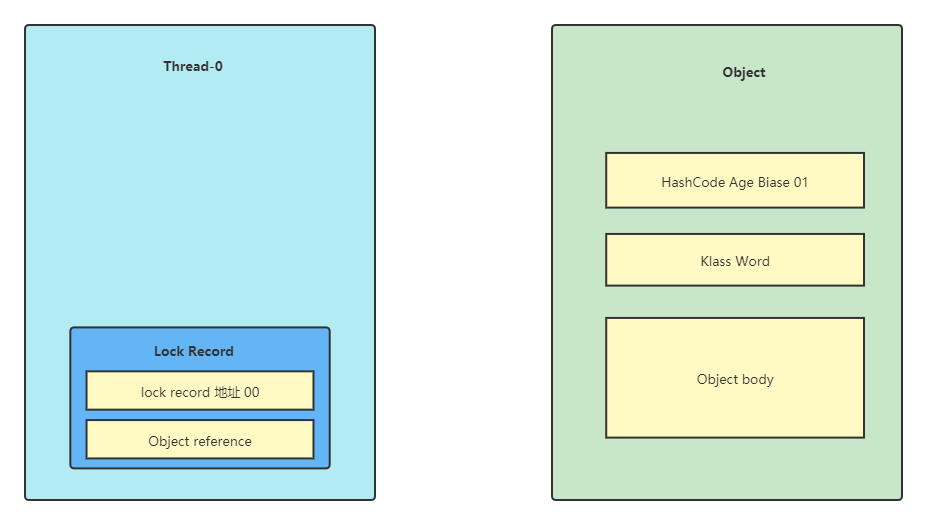 Thread-0
Lock Record
lock record 地址 00
Object reference
Object
HashCode Age Biase 01
Klass Word
Object body